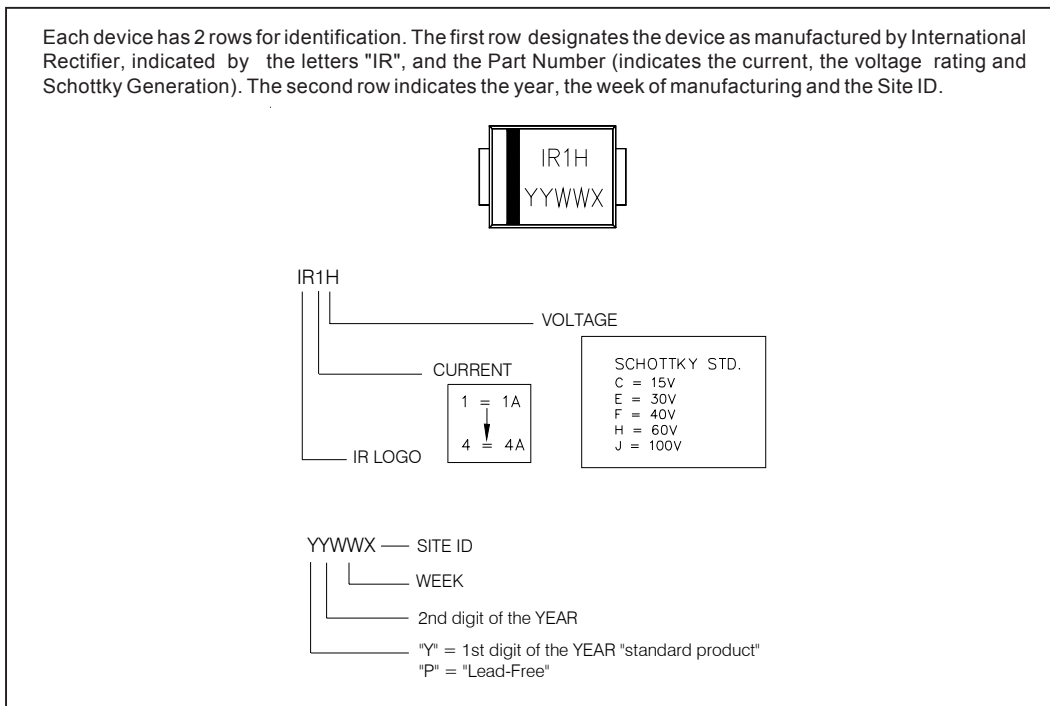 Each device has 2 rows for identification. The first row designates the device as manufactured by International
Rectifier, indicated by the letters "IR", and the Part Number (indicates the current, the voltage rating and
Schottky Generation). The second row indicates the year, the week of manufacturing and the Site ID.
IR1H
YYWWX
IR1H
VOLTAGE
SCHOTTKY STD.
C = 15V
E = 30V
F = 40V
H = 60V
J = 100V
CURRENT
1 = 1A
4 = 4A
IR LOGO
YYWWX
SITE ID
WEEK
2nd digit of the YEAR
"Y" = 1st digit of the YEAR "standard product"
"P" = "Lead-Free"